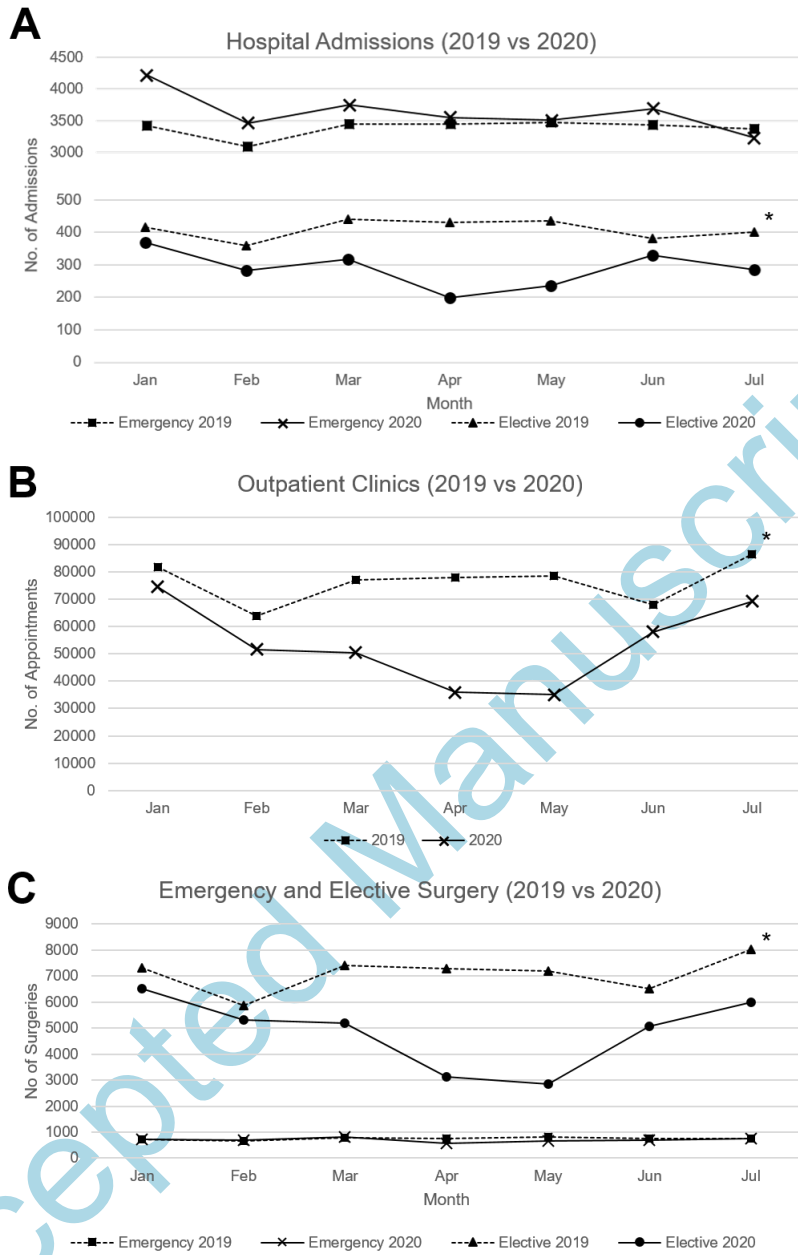 A
Hospital Admissions (2019 vs 2020)
4500
4000
3500
3000
500
400
300
200
100
0
No. of Admissions
*
Jan Feb Mar Apr May Jun Jul
Month
Emergency 2019 Emergency 2020 Elective 2019 Elective 2020
B
Outpatient Clinics (2019 vs 2020)
100000
90000
80000
70000
60000
50000
40000
30000
20000
10000
0
No. of Appointments
*
Jan Feb Mar Apr May Jun Jul
2019 2020
C
Emergency and Elective Surgery (2019 vs 2020)
9000
8000
7000
6000
5000
4000
3000
2000
1000
0
No of Surgeries
*
Jan Feb Mar Apr May Jun Jul
Month
Emergency 2019 Emergency 2020 Elective 2019 Elective 2020
cepted Manuscrip